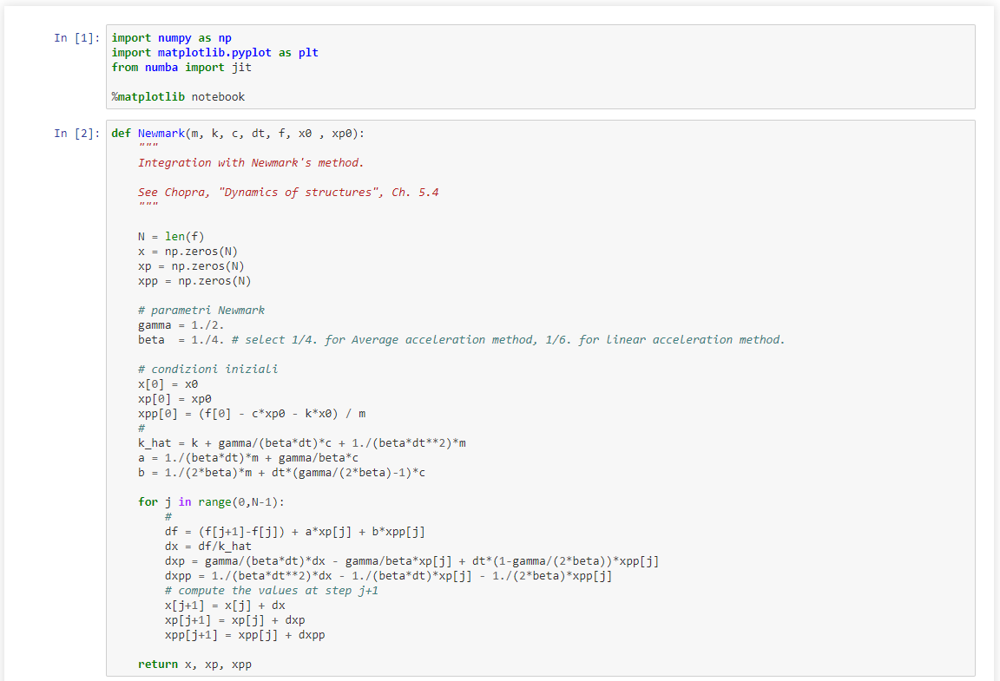 In [1]: import numpy as np
import matplotlib.pyplot as plt
from numba import jit
%matplotlib notebook
In [2]: def Newmark(m, k, c, dt, f, x0 , xp0):
"""
Integration with Newmark's method.
See Chopra, "Dynamics of structures", Ch. 5.4
"""
N = len(f)
x = np.zeros(N)
xp = np.zeros(N)
xpp = np.zeros(N)
# parametri Newmark
gamma = 1./2.
beta  = 1./4. # select 1/4. for Average acceleration method, 1/6. for linear acceleration method.
# condizioni iniziali
x[0] = x0
xp[0] = xp0
xpp[0] = (f[0] - c*xp0 - k*x0) / m
#
k_hat = k + gamma/(beta*dt)*c + 1./(beta*dt**2)*m
a = 1./(beta*dt)*m + gamma/beta*c
b = 1./(2*beta)*m + dt*(gamma/(2*beta)-1)*c
for j in range(0,N-1):
#
df = (f[j+1]-f[j]) + a*xp[j] + b*xpp[j]
dx = df/k_hat
dxp = gamma/(beta*dt)*dx - gamma/beta*xp[j] + dt*(1-gamma/(2*beta))*xpp[j]
dxpp = 1./(beta*dt**2)*dx - 1./(beta*dt)*xp[j] - 1./(2*beta)*xpp[j]
# compute the values at step j+1
x[j+1] = x[j] + dx
xp[j+1] = xp[j] + dxp
xpp[j+1] = xpp[j] + dxpp
return x, xp, xpp